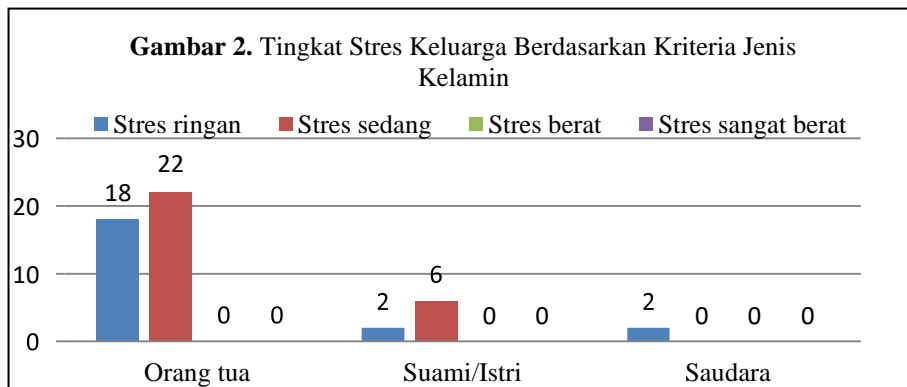 Gambar 2. Tingkat Stres Keluarga Berdasarkan Kriteria Jenis
Kelamin
Stres ringan Stres sedang Stres berat Stres sangat berat
30
20
10
0
18 22 0 0
2 6 0 0
2 0 0 0
Orang tua Suami/Istri Saudara